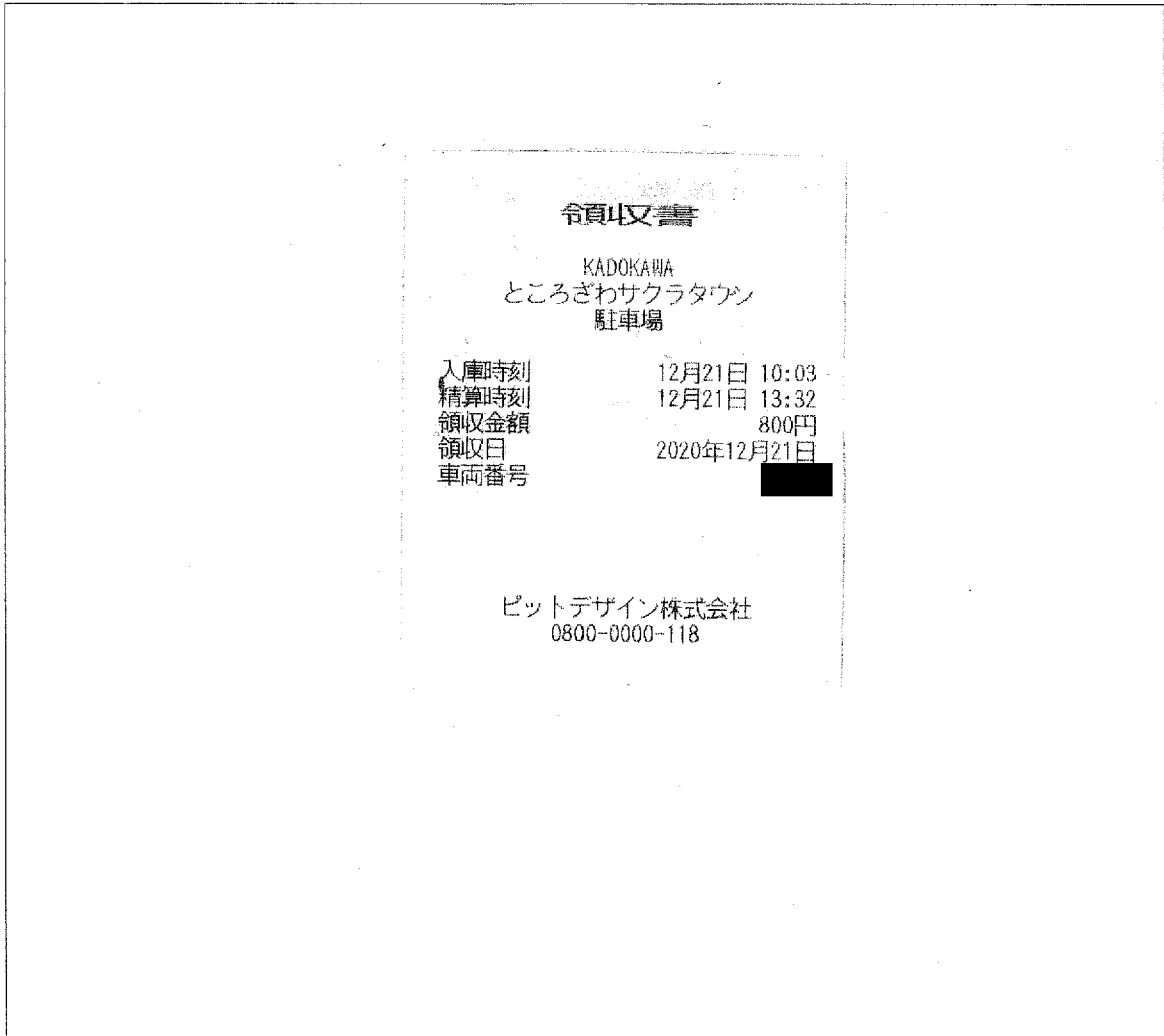 領収書
KADOKAWA
ところざわサクラタウン
駐車場
入庫時刻 12月21日 10:03
精算時刻 12月21日 13:32
領収金額 800円
領収日 2020年12月21日
車両番号
ピットデザイン株式会社
0800-0000-118